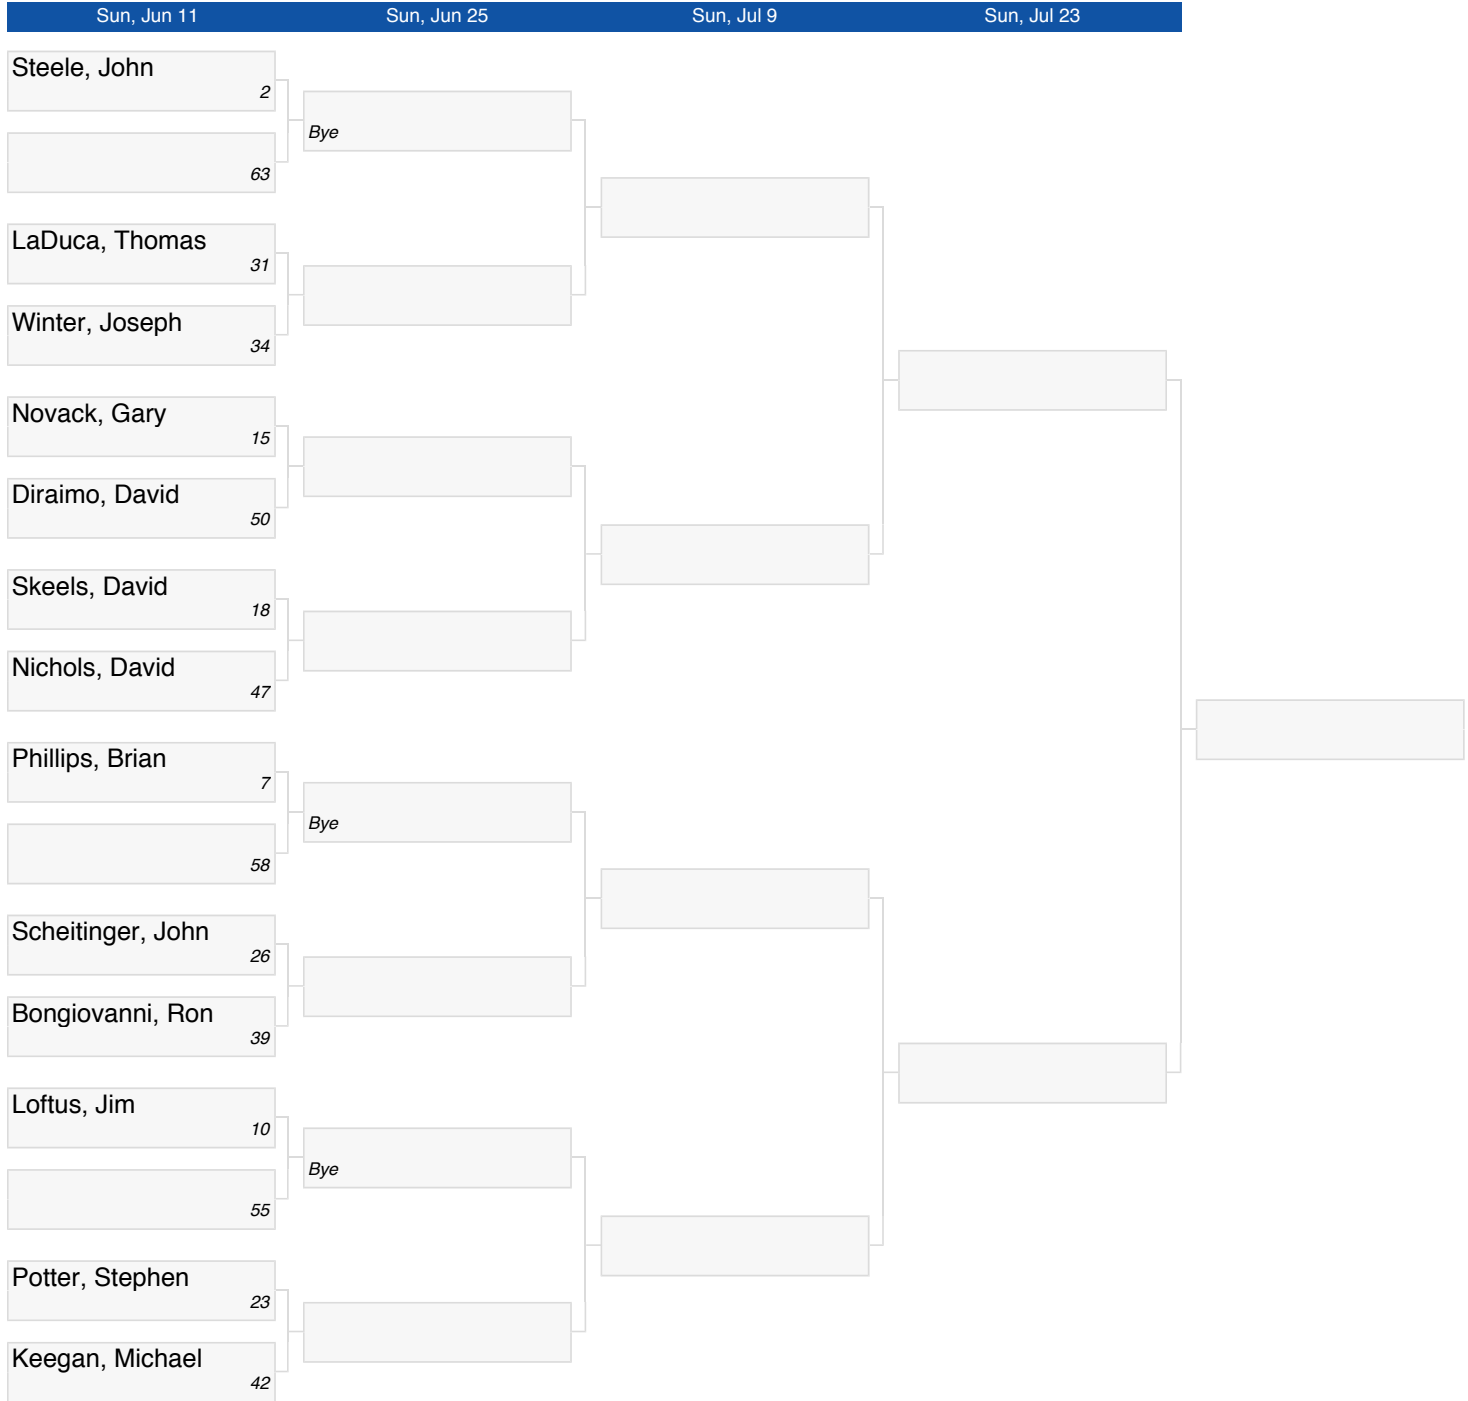 Sun, Jun 11 Sun, Jun 25 Sun, Jul 9 Sun, Jul 23
Steele, John
2
Bye
63
LaDuca, Thomas
31
Winter, Joseph
34
Novack, Gary
15
Diraimo, David
50
Skeels, David
18
Nichols, David
47
Phillips, Brian
7
Bye
58
Scheitinger, John
26
Bongiovanni, Ron
39
Loftus, Jim
10
Bye
55
Potter, Stephen
23
Keegan, Michael
42